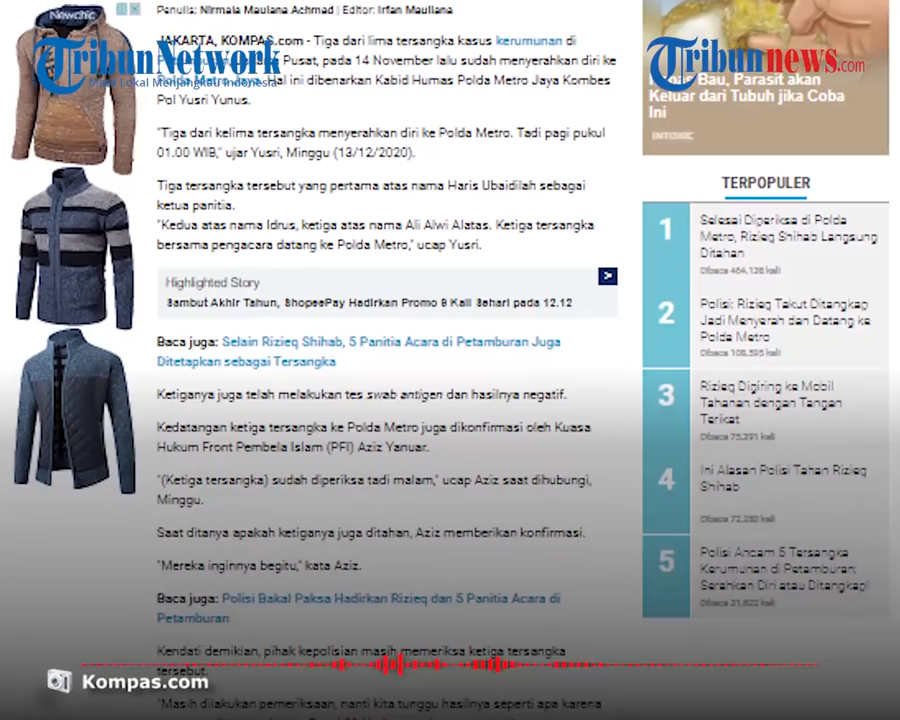 Newchic
Penulis: Nirmala Maulana Achmad | Editor: Irfan Maullana
TribunNetwork
Lokal Menjangkau Indonesia
Tribunnews.com
JAKARTA, KOMPAS.com - Tiga dari lima tersangka kasus kerumunan di
Pusat, pada 14 November lalu sudah menyerahkan diri ke
Polda Metro Jaya. Hal ini dibenarkan Kabid Humas Polda Metro Jaya Kombes
Pol Yusri Yunus.
"Tiga dari kelima tersangka menyerahkan diri ke Polda Metro. Tadi pagi pukul
01.00 WIB," ujar Yusri, Minggu (13/12/2020).
Tiga tersangka tersebut yang pertama atas nama Haris Ubaidilah sebagai
ketua panitia.
"Kedua atas nama Idrus, ketiga atas nama Ali Alwi Alatas. Ketiga tersangka
bersama pengacara datang ke Polda Metro," ucap Yusri.
Highlighted Story
>
Sambut Akhir Tahun, ShopeePay Hadirkan Promo 8 Kali Sehari pada 12.12
Baca juga: Selain Rizieq Shihab, 5 Panitia Acara di Petamburan Juga
Ditetapkan sebagai Tersangka
Ketiganya juga telah melakukan tes swab antigen dan hasilnya negatif.
Kedatangan ketiga tersangka ke Polda Metro juga dikonfirmasi oleh Kuasa
Hukum Front Pembela Islam (PFI) Aziz Yanuar.
"(Ketiga tersangka) sudah diperiksa tadi malam," ucap Aziz saat dihubungi,
Minggu.
Saat ditanya apakah ketiganya juga ditahan, Aziz memberikan konfirmasi.
"Mereka inginnya begitu," kata Aziz.
Baca juga: Polisi Bakal Paksa Hadirkan Rizieq dan 5 Panitia Acara di
Petamburan
Kendati demikian, pihak kepolisian masih memeriksa ketiga tersangka
tersebut.
"Masih dilakukan pemeriksaan, nanti kita tunggu hasilnya seperti apa karena
Bau, Parasit akan
Keluar dari Tubuh jika Coba
Ini
INTOXIC
TERPOPULER
1
Selesai Diperiksa di Polda
Metro, Rizieq Shihab Langsung
Ditahan
Dibaca 464.128 kali
2
Polisi: Rizieq Takut Ditangkap
Jadi Menyerah dan Datang ke
Polda Metro
Dibaca 108.595 kali
3
Rizieq Digiring ke Mobil
Tahanan dengan Tangan
Terikat
Dibaca 75.391 kali
4
Ini Alasan Polisi Tahan Rizieq
Shihab
Dibaca 72.280 kali
5
Polisi Ancam 5 Tersangka
Kerumunan di Petamburan:
Serahkan Diri atau Ditangkap!
Dibaca 21.822 kali
Kompas.com